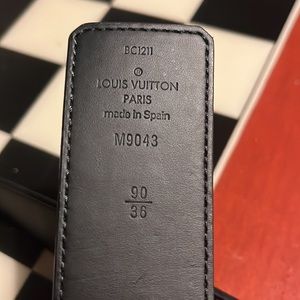 BC1211
LOUIS VUITTON
PARIS
made in Spain
M9043
90
36